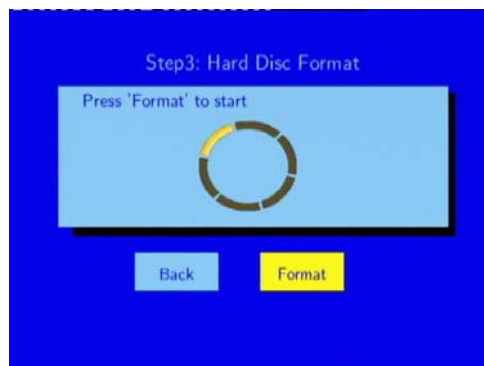 Step3: Hard Disc Format
Press 'Format' to start
Back
Format